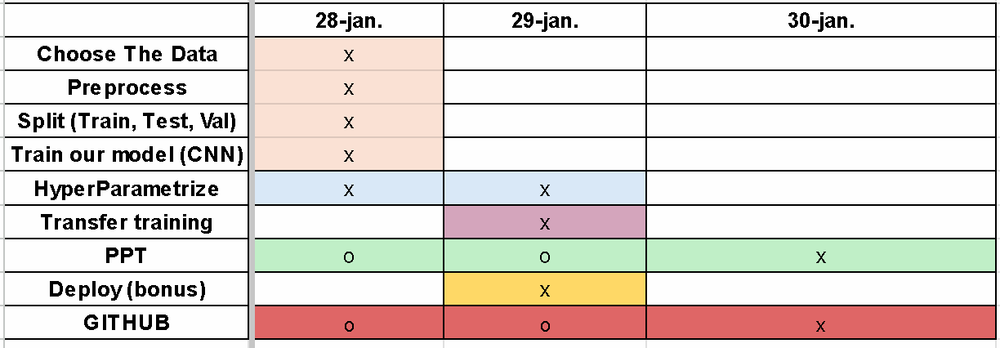 28-jan. 29-jan. 30-jan.
Choose The Data x
Preprocess x
Split (Train, Test, Val) x
Train our model (CNN) x
HyperParametrize x x
Transfer training x
PPT o o x
Deploy (bonus) x
GITHUB o o x